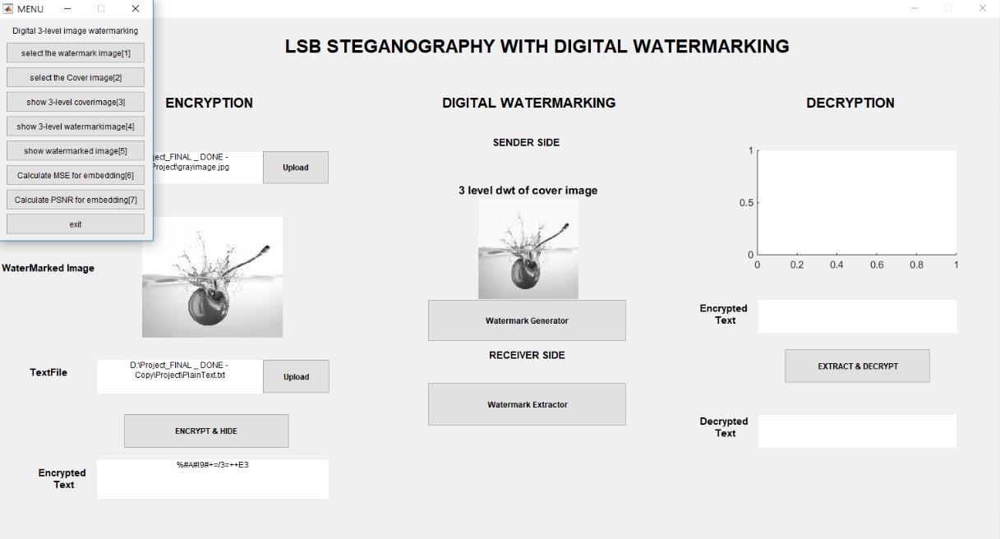 MENU
Digital 3-level image watermarking
select the watermark image[1]
select the Cover image[2]
show 3-level coverimage[3]
show 3-level watermarkimage[4]
show watermarked image[5]
Calculate MSE for embedding[6]
Calculate PSNR for embedding[7]
exit
LSB STEGANOGRAPHY WITH DIGITAL WATERMARKING
ENCRYPTION
ject_FINAL _ DONE -
Project\grayimage.jpg
Upload
WaterMarked Image
TextFile
D:\Project_FINAL _ DONE -
Copy\Project\PlainText.txt
Upload
ENCRYPT & HIDE
Encrypted
Text
%#A#I9#+=/3=++E3
DIGITAL WATERMARKING
SENDER SIDE
3 level dwt of cover image
Watermark Generator
RECEIVER SIDE
Watermark Extractor
DECRYPTION
1
0.5
0
0 0.2 0.4 0.6 0.8 1
Encrypted
Text
EXTRACT & DECRYPT
Decrypted
Text